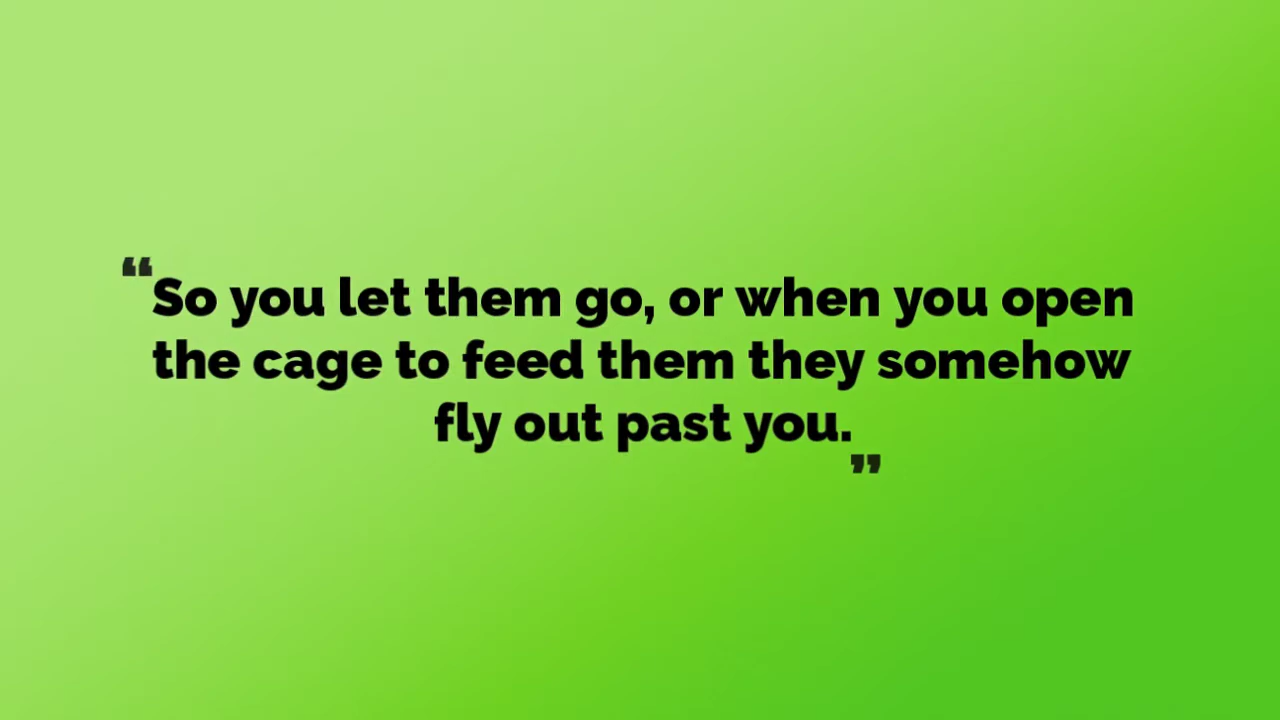 “So you let them go, or when you open
the cage to feed them they somehow
fly out past you.”